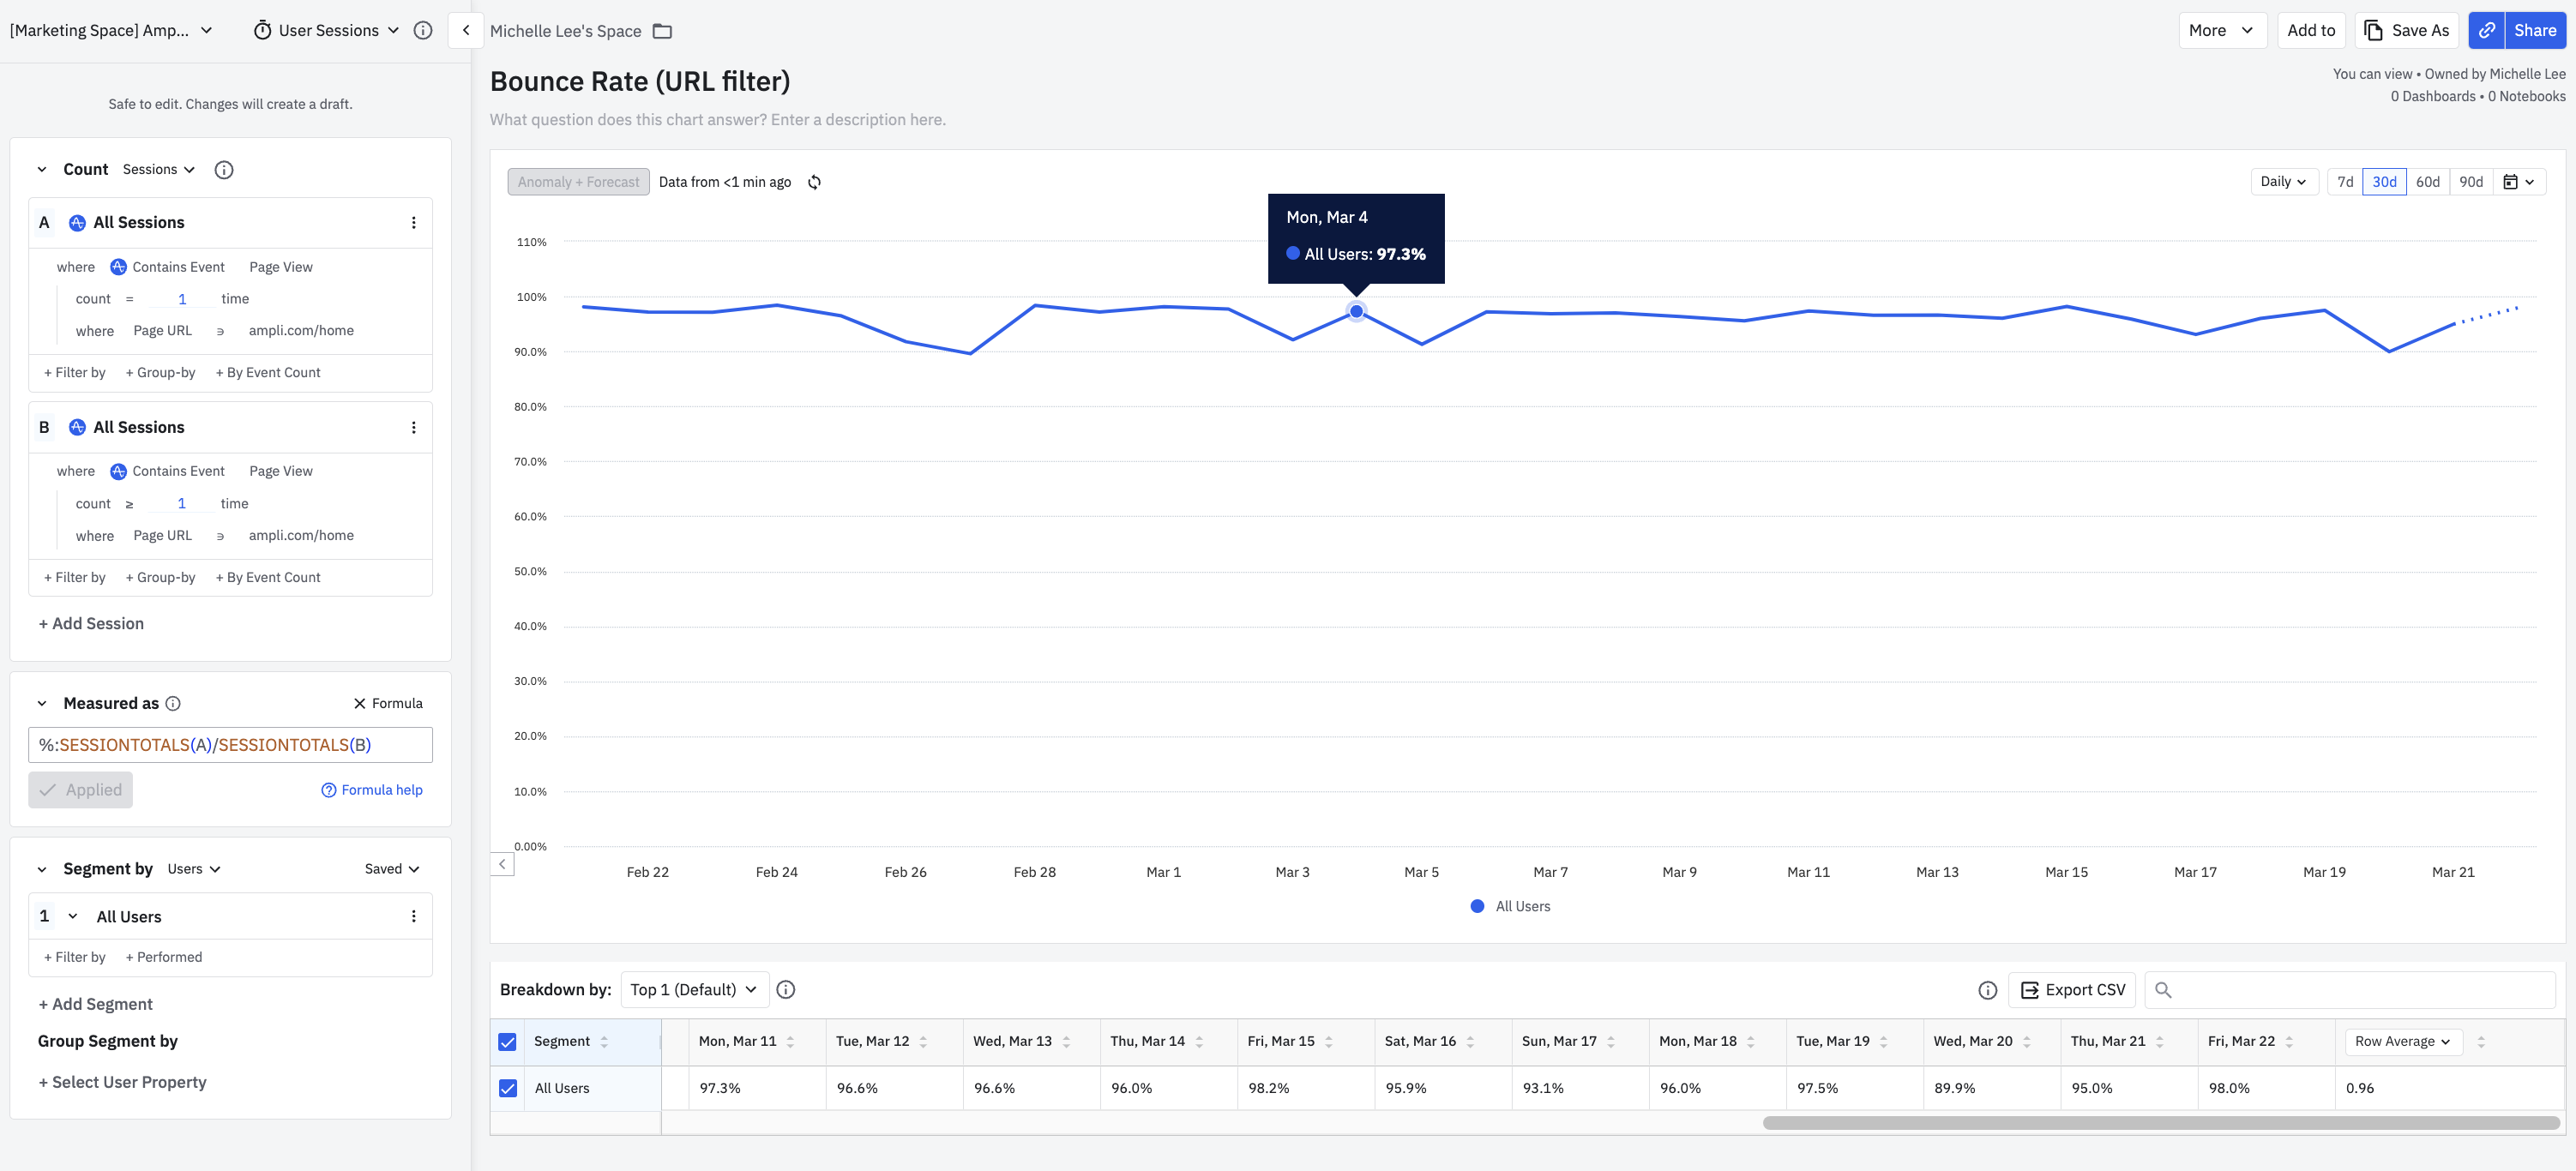 [Marketing Space] Amp...
User Sessions
Safe to edit. Changes will create a draft.
Count Sessions
A All Sessions
where Contains Event Page View
count = 1 time
where Page URL ∋ ampli.com/home
+ Filter by + Group-by + By Event Count
B All Sessions
where Contains Event Page View
count ≥ 1 time
where Page URL ∋ ampli.com/home
+ Filter by + Group-by + By Event Count
+ Add Session
Measured as Formula
%:SESSIONTOTALS(A)/SESSIONTOTALS(B)
Applied Formula help
Segment by Users Saved
1 All Users
+ Filter by + Performed
+ Add Segment
Group Segment by
+ Select User Property
Michelle Lee's Space
More Add to Save As Share
Bounce Rate (URL filter)
You can view • Owned by Michelle Lee
0 Dashboards • 0 Notebooks
What question does this chart answer? Enter a description here.
Anomaly + Forecast Data from <1 min ago
Daily 7d 30d 60d 90d
Mon, Mar 4
All Users: 97.3%
110%
100%
90.0%
80.0%
70.0%
60.0%
50.0%
40.0%
30.0%
20.0%
10.0%
0.00%
Feb 22 Feb 24 Feb 26 Feb 28 Mar 1 Mar 3 Mar 5 Mar 7 Mar 9 Mar 11 Mar 13 Mar 15 Mar 17 Mar 19 Mar 21
All Users
Breakdown by: Top 1 (Default) Export CSV
Segment Mon, Mar 11 Tue, Mar 12 Wed, Mar 13 Thu, Mar 14 Fri, Mar 15 Sat, Mar 16 Sun, Mar 17 Mon, Mar 18 Tue, Mar 19 Wed, Mar 20 Thu, Mar 21 Fri, Mar 22 Row Average
All Users 97.3% 96.6% 96.6% 96.0% 98.2% 95.9% 93.1% 96.0% 97.5% 89.9% 95.0% 98.0% 0.96